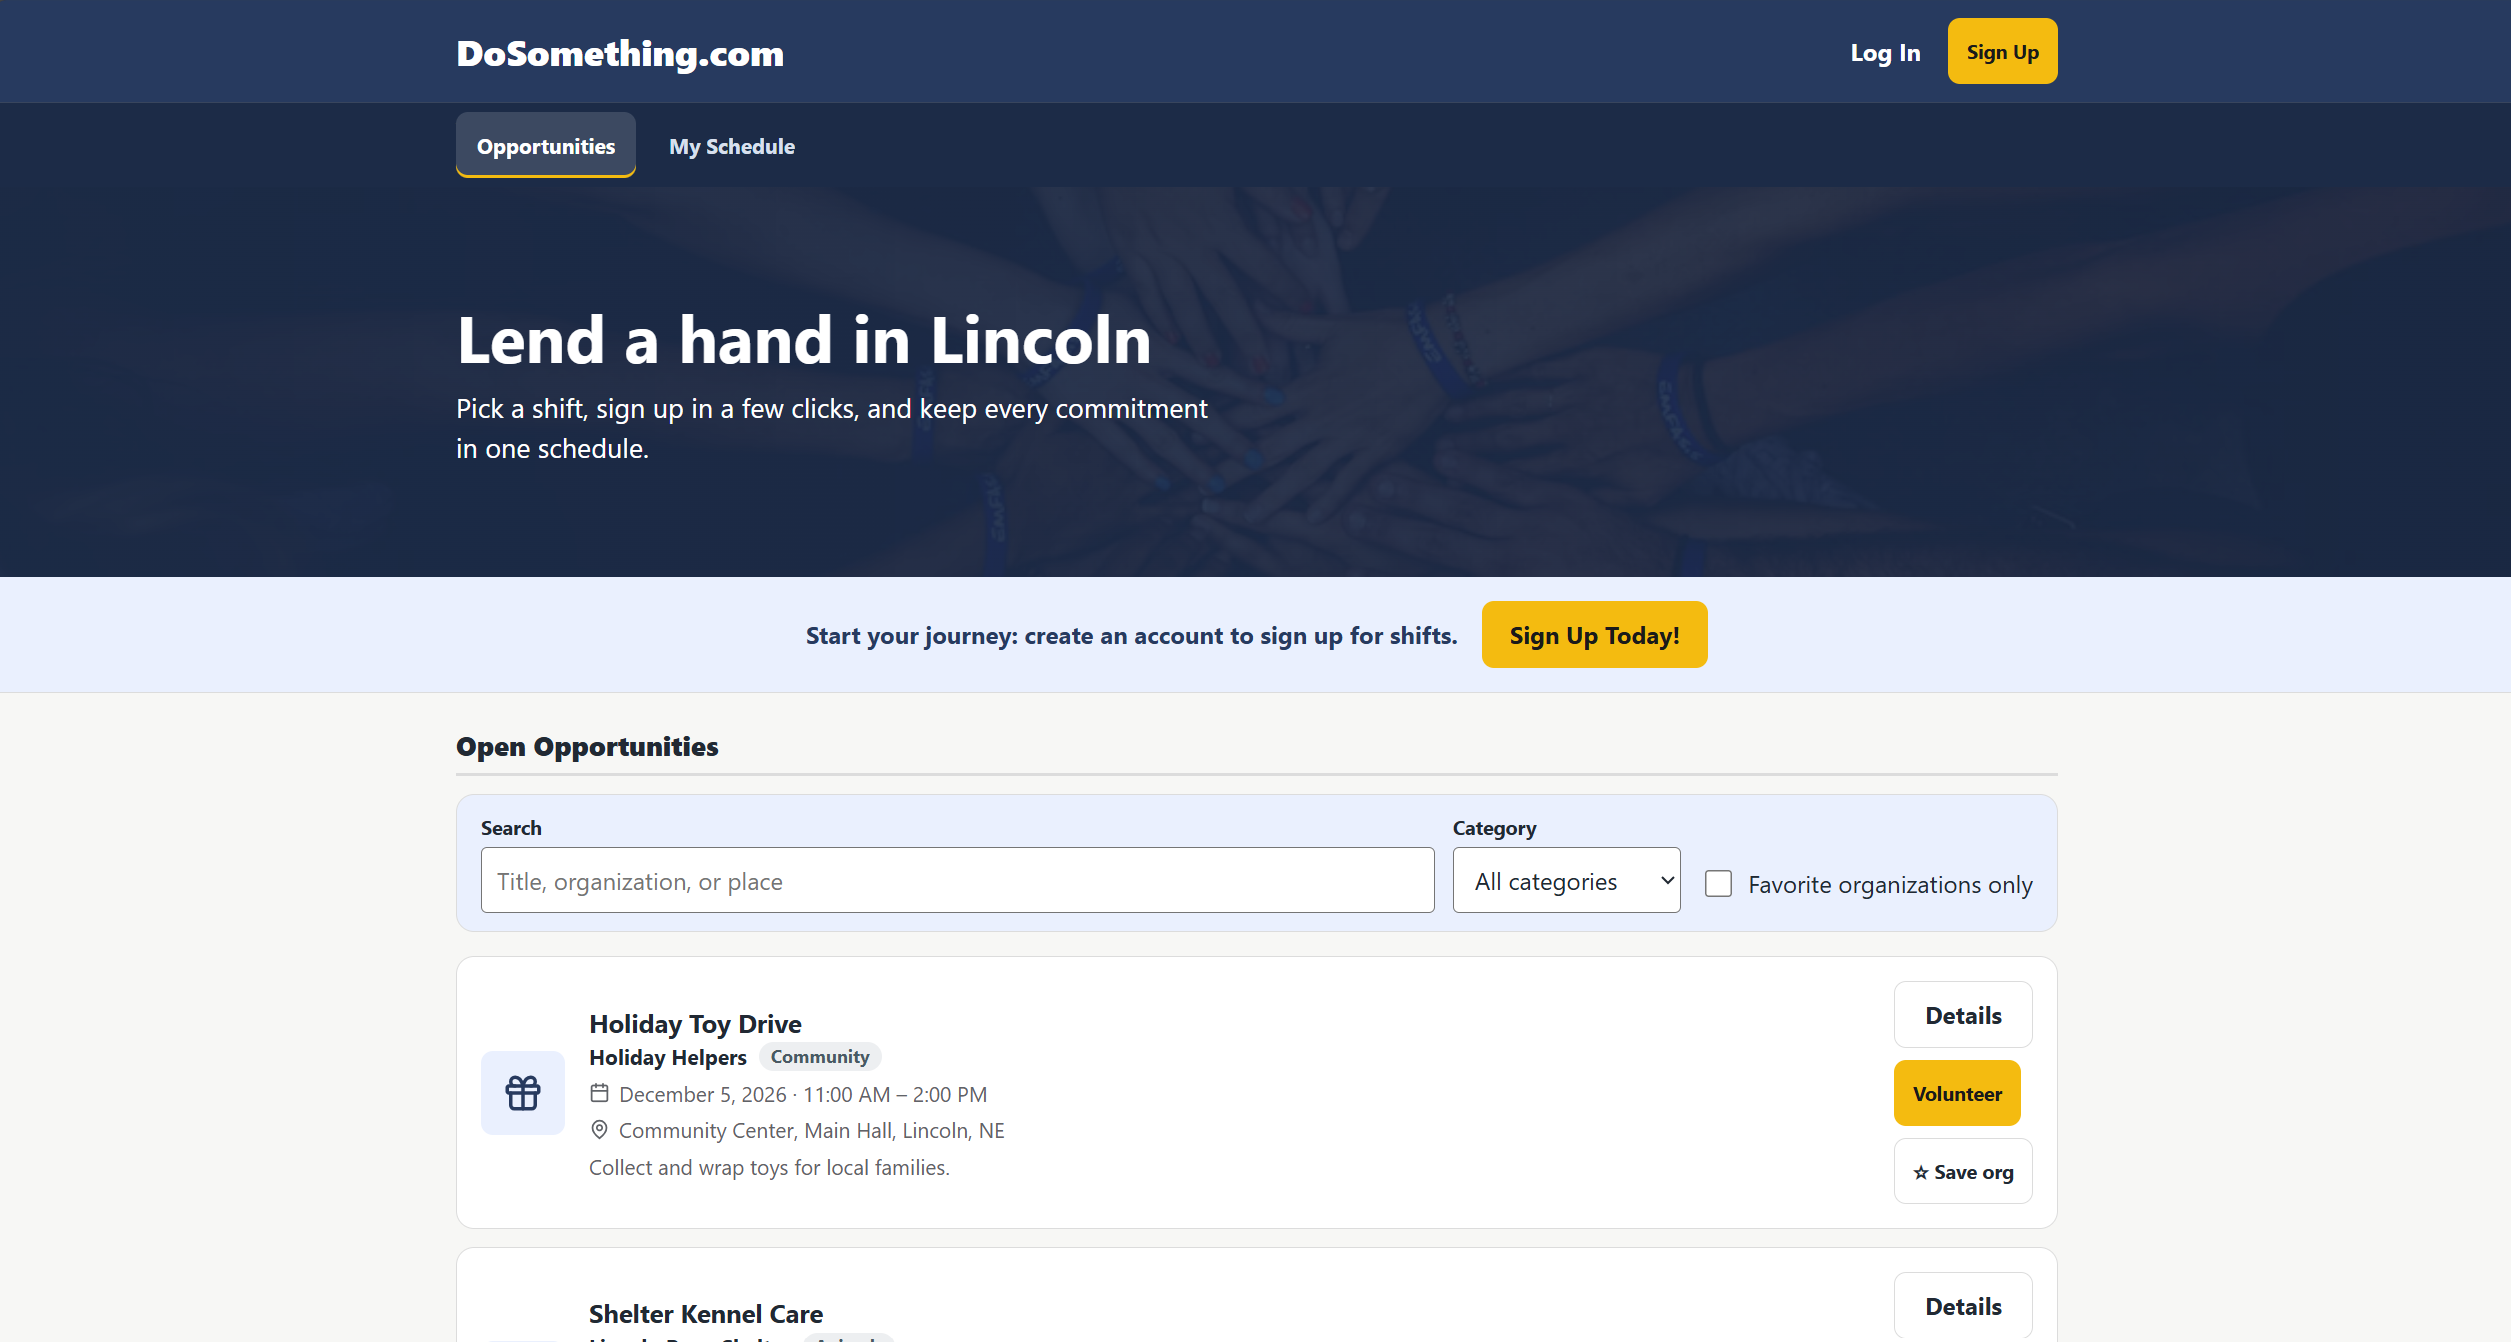 DoSomething.com
Log In
Sign Up
Opportunities
My Schedule
Lend a hand in Lincoln
Pick a shift, sign up in a few clicks, and keep every commitment
in one schedule.
Start your journey: create an account to sign up for shifts.
Sign Up Today!
Open Opportunities
Search
Title, organization, or place
Category
All categories
Favorite organizations only
Holiday Toy Drive
Holiday Helpers
Community
December 5, 2026 · 11:00 AM – 2:00 PM
Community Center, Main Hall, Lincoln, NE
Collect and wrap toys for local families.
Details
Volunteer
☆ Save org
Shelter Kennel Care
Details